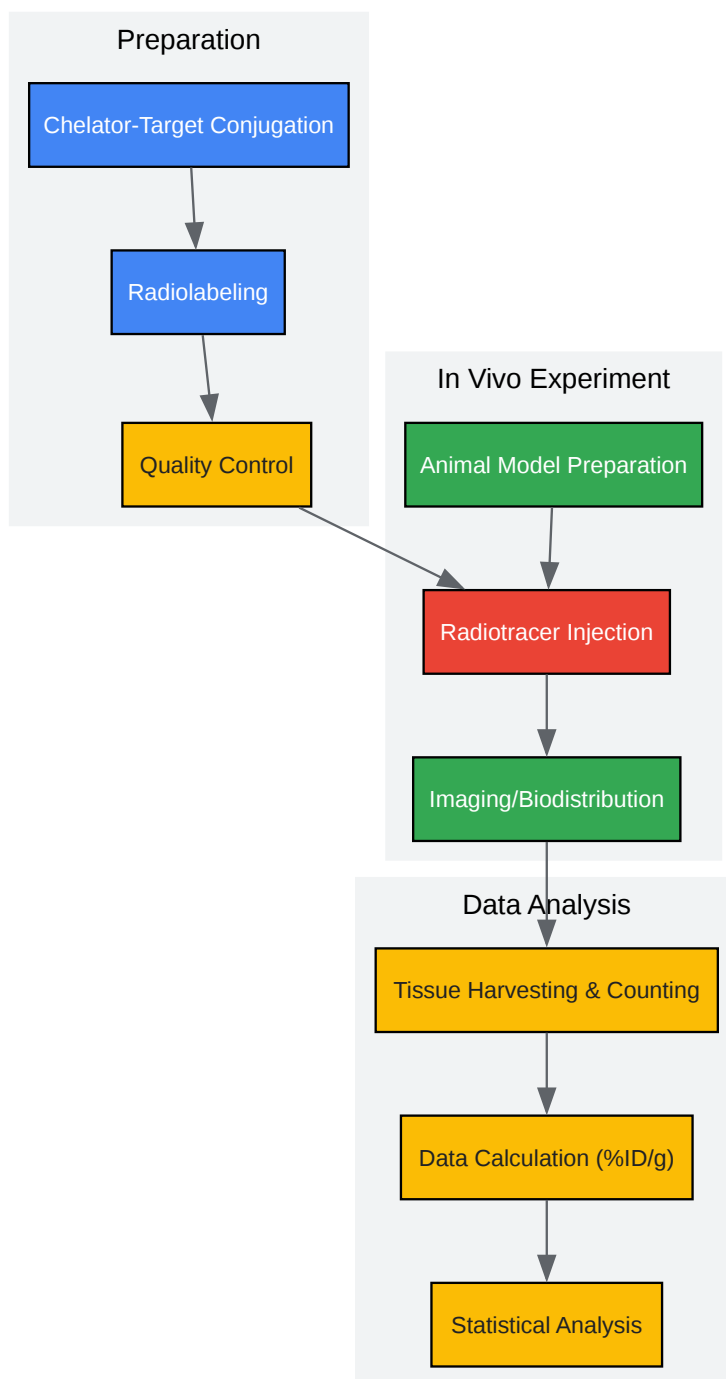 Preparation
Chelator-Target Conjugation
Radiolabeling
Quality Control
In Vivo Experiment
Animal Model Preparation
Radiotracer Injection
Imaging/Biodistribution
Data Analysis
Tissue Harvesting & Counting
Data Calculation (%ID/g)
Statistical Analysis